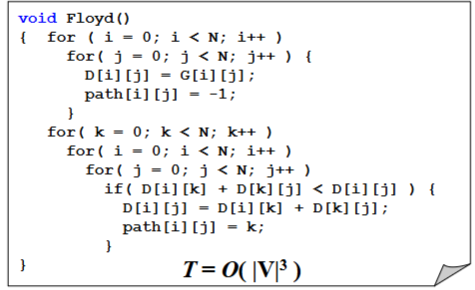 void Floyd()
{ for ( i = 0; i < N; i++ )
for( j = 0; j < N; j++ ) {
D[i][j] = G[i][j];
path[i][j] = -1;
}
for( k = 0; k < N; k++ )
for( i = 0; i < N; i++ )
for( j = 0; j < N; j++ )
if( D[i][k] + D[k][j] < D[i][j] ) {
D[i][j] = D[i][k] + D[k][j];
path[i][j] = k;
}
}
T = O( |V|³ )